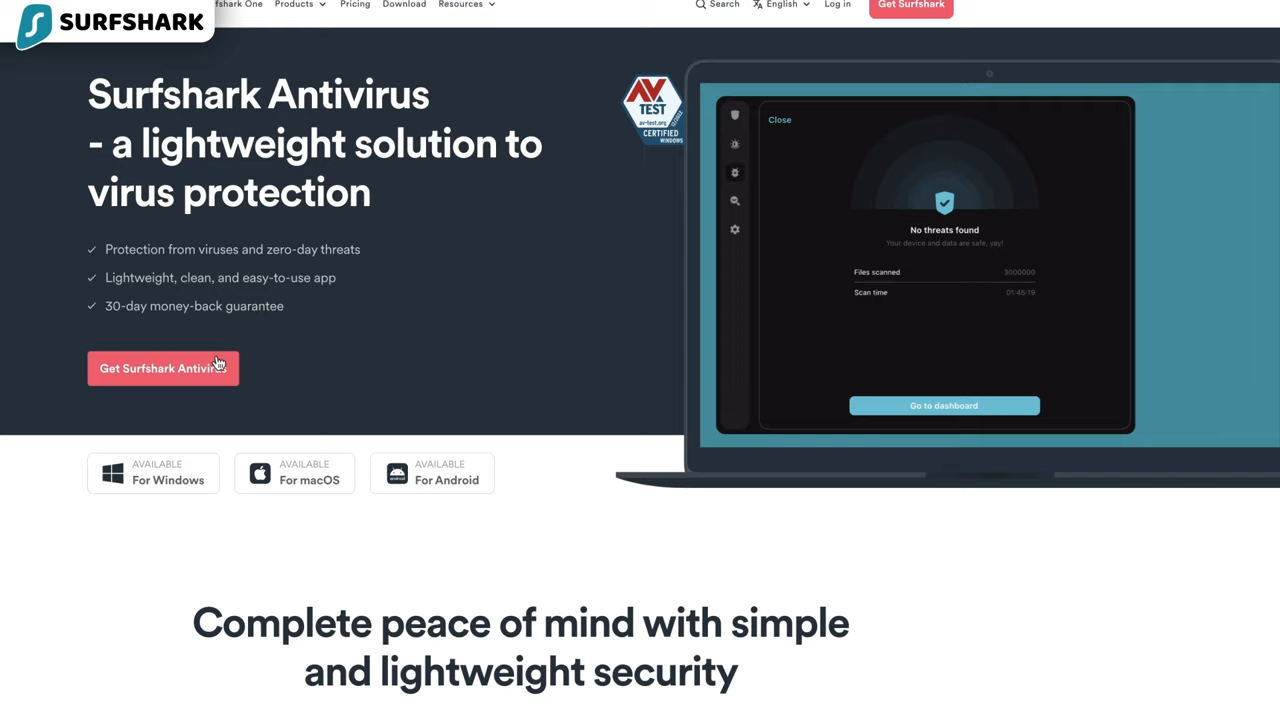 SURFSHARK
fshark One
Products
Pricing
Download
Resources
Search
English
Log in
Get Surfshark
Surfshark Antivirus
- a lightweight solution to
virus protection
Protection from viruses and zero-day threats
Lightweight, clean, and easy-to-use app
30-day money-back guarantee
Get Surfshark Antivirus
AV
TEST
av-test.org
CERTIFIED
WINDOWS
Close
No threats found
Your device and data are safe, yay!
Files scanned 3000000
Scan time 01:45:19
Go to dashboard
AVAILABLE
For Windows
AVAILABLE
For macOS
android
AVAILABLE
For Android
Complete peace of mind with simple
and lightweight security